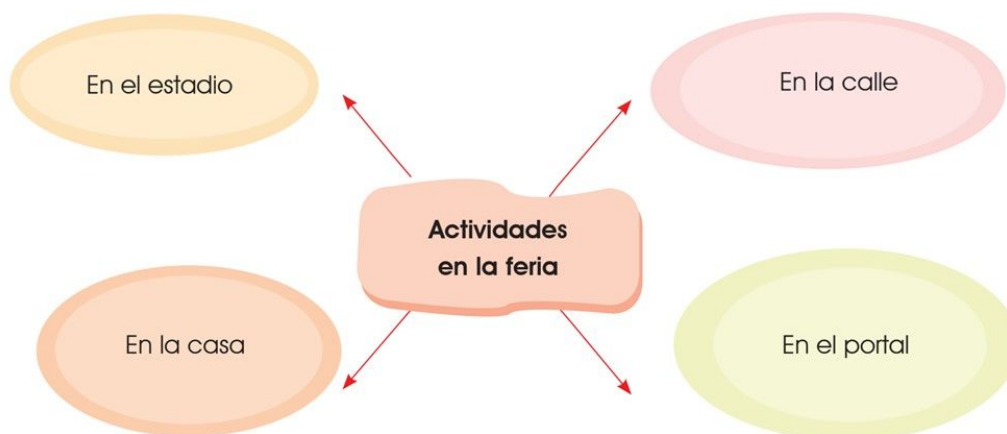 En el estadio
En la calle
Actividades
en la feria
En la casa
En el portal